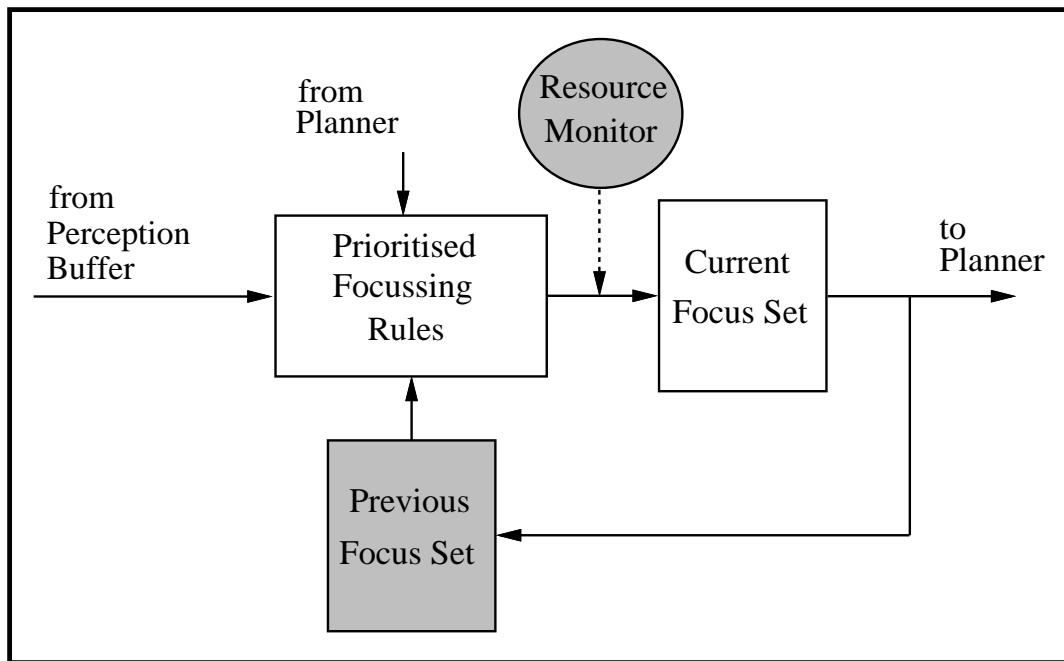 from
Planner
Resource
Monitor
from
Perception
Buffer
Prioritised
Focussing
Rules
Current
Focus Set
to
Planner
Previous
Focus Set